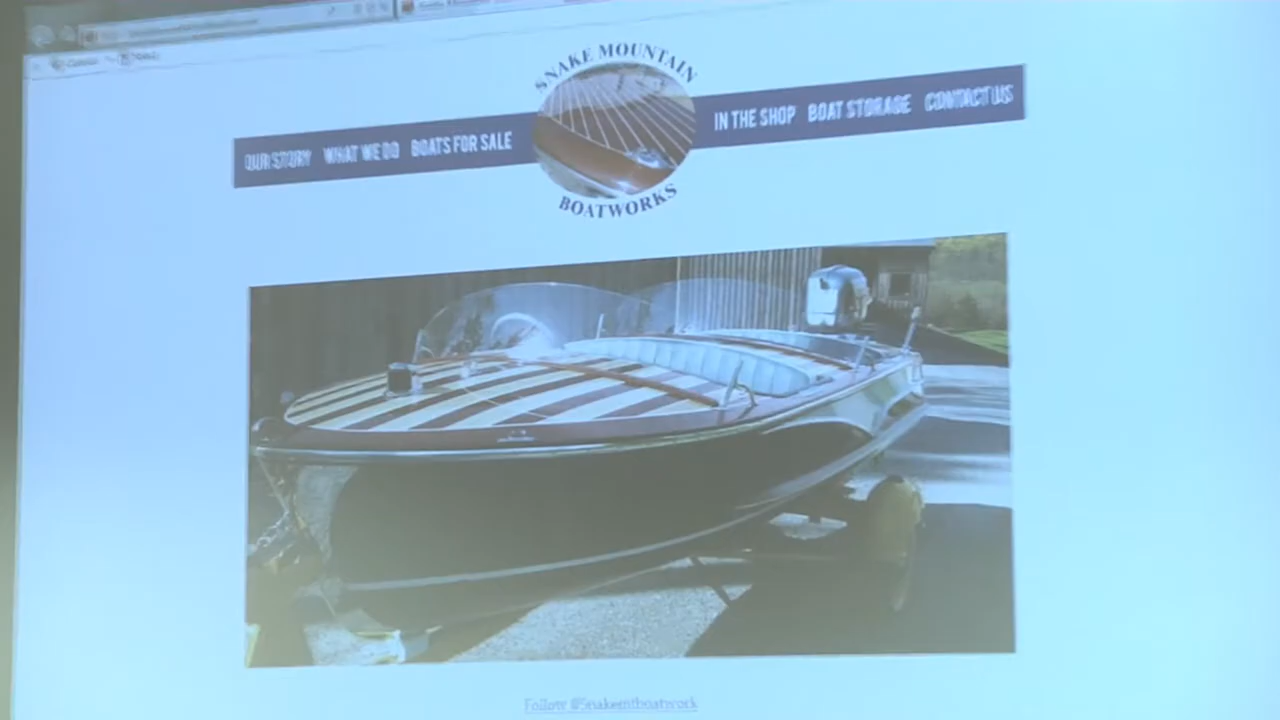 SNAKE MOUNTAIN
OUR STORY WHAT WE DO BOATS FOR SALE
IN THE SHOP BOAT STORAGE CONTACT US
BOATWORKS
Follow @Snakemtboatwork